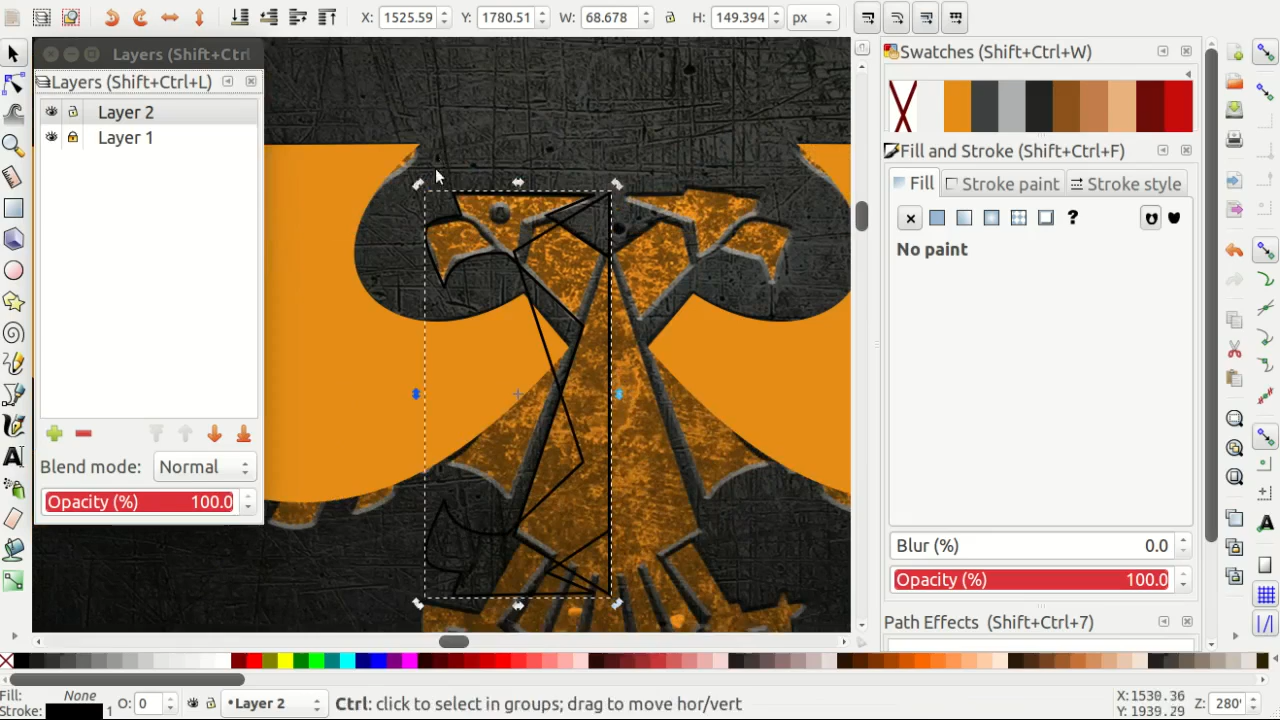 X: 1525.59 Y: 1780.51 W: 68.678 H: 149.394 px
Layers (Shift+Ctrl
Layers (Shift+Ctrl+L)
Layer 2
Layer 1
Blend mode: Normal
Opacity (%) 100.0
Swatches (Shift+Ctrl+W)
Fill and Stroke (Shift+Ctrl+F)
Fill Stroke paint Stroke style
?
No paint
Blur (%) 0.0
Opacity (%) 100.0
Path Effects (Shift+Ctrl+7)
Fill: None
Stroke: 1 O: 0 •Layer 2 Ctrl: click to select in groups; drag to move hor/vert
X:1530.36
Y:1939.29
Z: 280